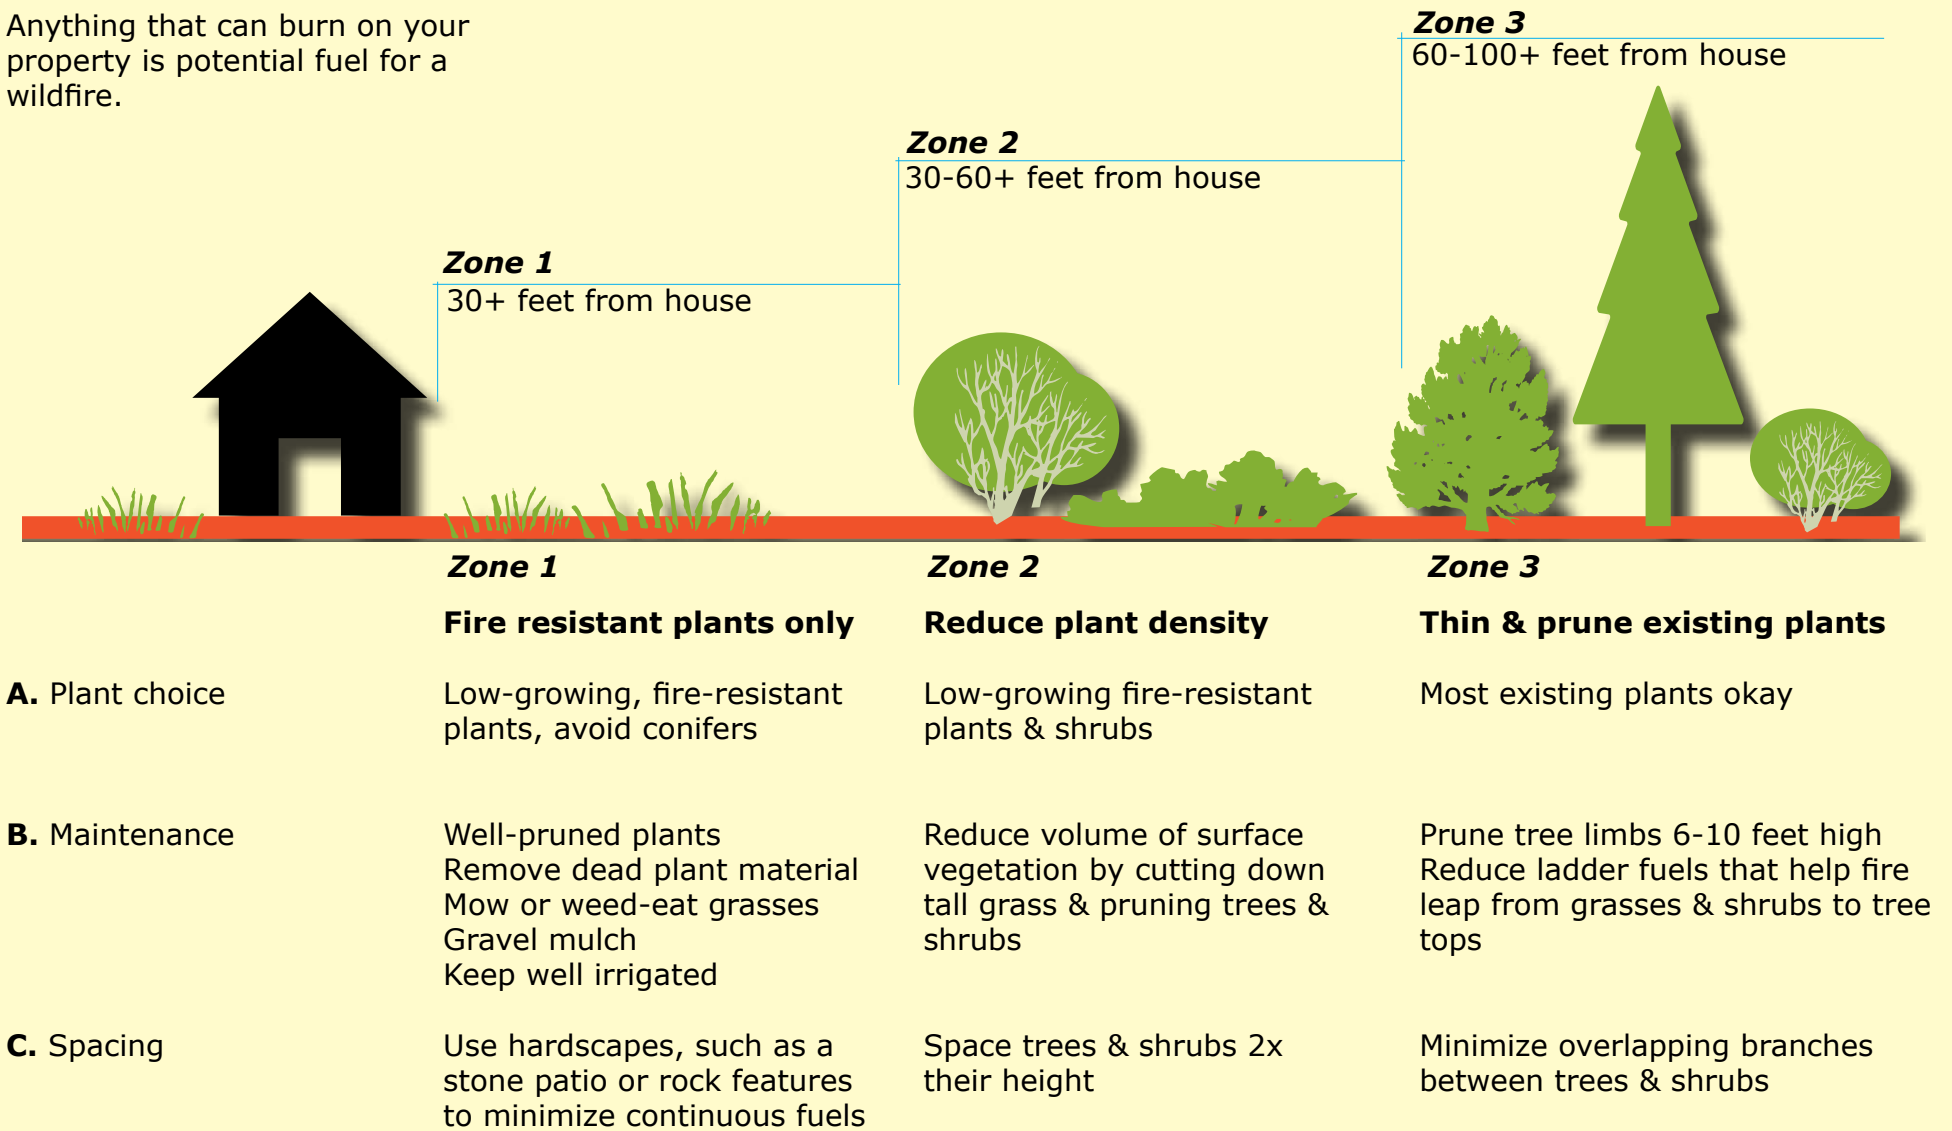 Anything that can burn on your
property is potential fuel for a
wildfire.
Zone 3
60-100+ feet from house
Zone 2
30-60+ feet from house
Zone 1
30+ feet from house
Zone 1
Zone 2
Zone 3
Fire resistant plants only
Reduce plant density
Thin & prune existing plants
A. Plant choice
Low-growing, fire-resistant
plants, avoid conifers
Low-growing fire-resistant
plants & shrubs
Most existing plants okay
B. Maintenance
Well-pruned plants
Remove dead plant material
Mow or weed-eat grasses
Gravel mulch
Keep well irrigated
Reduce volume of surface
vegetation by cutting down
tall grass & pruning trees &
shrubs
Prune tree limbs 6-10 feet high
Reduce ladder fuels that help fire
leap from grasses & shrubs to tree
tops
C. Spacing
Use hardscapes, such as a
stone patio or rock features
to minimize continuous fuels
Space trees & shrubs 2x
their height
Minimize overlapping branches
between trees & shrubs